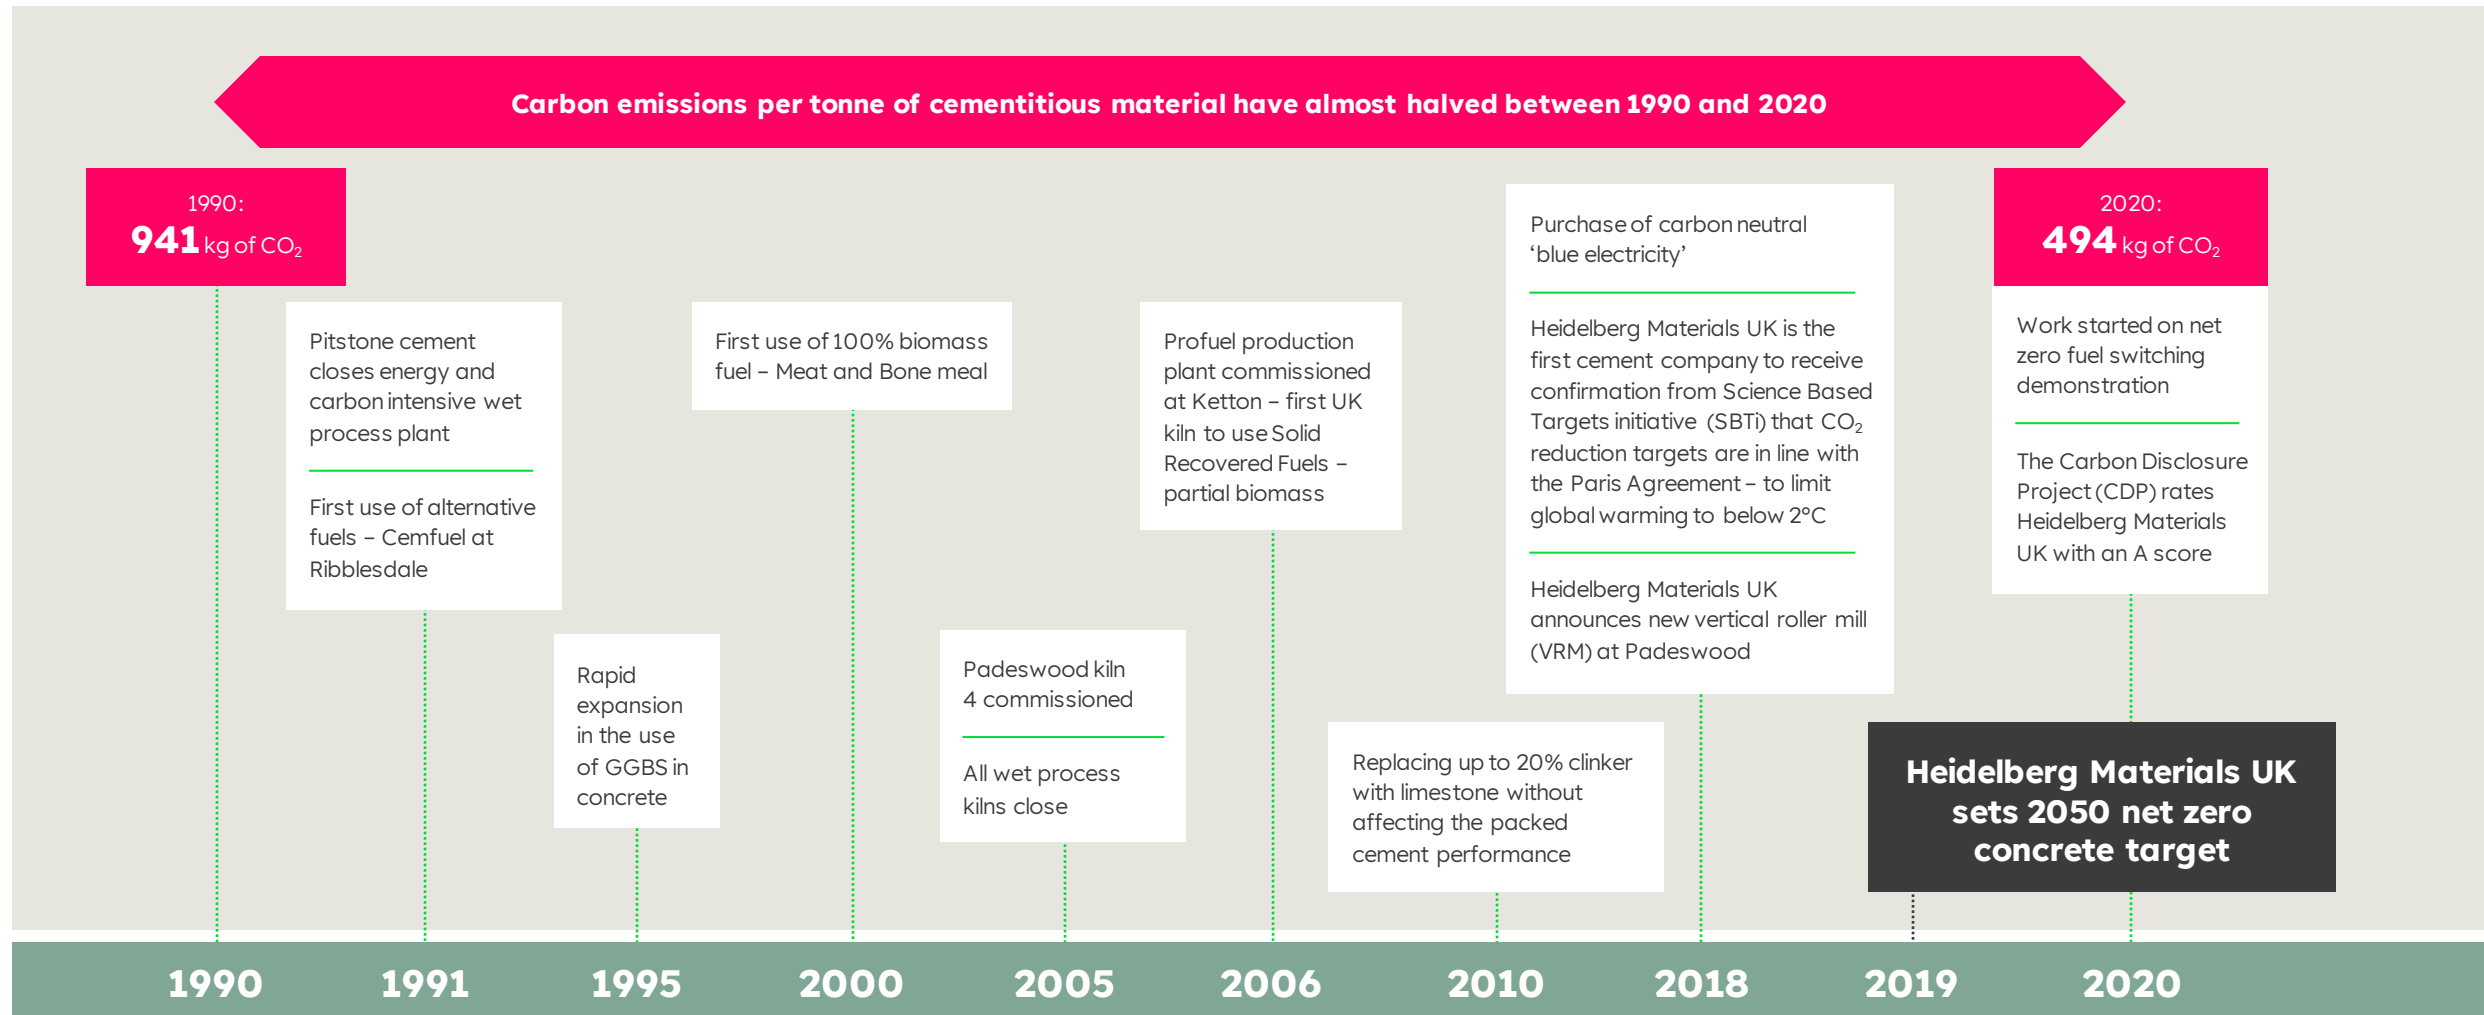 Carbon emissions per tonne of cementitious material have almost halved between 1990 and 2020
1990:
941 kg of CO₂
Pitstone cement
closes energy and
carbon intensive wet
process plant
First use of alternative
fuels – Cemfuel at
Ribblesdale
Rapid
expansion
in the use
of GGBS in
concrete
First use of 100% biomass
fuel – Meat and Bone meal
Padeswood kiln
4 commissioned
All wet process
kilns close
Profuel production
plant commissioned
at Ketton – first UK
kiln to use Solid
Recovered Fuels –
partial biomass
Replacing up to 20% clinker
with limestone without
affecting the packed
cement performance
Purchase of carbon neutral
‘blue electricity’
Heidelberg Materials UK is the
first cement company to receive
confirmation from Science Based
Targets initiative (SBTi) that CO₂
reduction targets are in line with
the Paris Agreement – to limit
global warming to below 2°C
Heidelberg Materials UK
announces new vertical roller mill
(VRM) at Padeswood
2020:
494 kg of CO₂
Work started on net
zero fuel switching
demonstration
The Carbon Disclosure
Project (CDP) rates
Heidelberg Materials
UK with an A score
Heidelberg Materials UK
sets 2050 net zero
concrete target
1990 1991 1995 2000 2005 2006 2010 2018 2019 2020